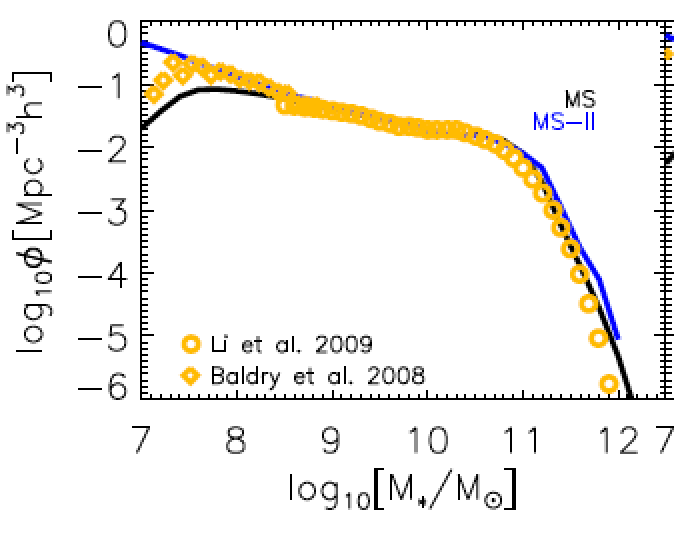 0
−1
−2
−3
−4
−5
−6
log₁₀ϕ[Mpc⁻³h³]
MS
MS−II
Li et al. 2009
Baldry et al. 2008
7 8 9 10 11 12 7
log₁₀[M⁎/M☉]